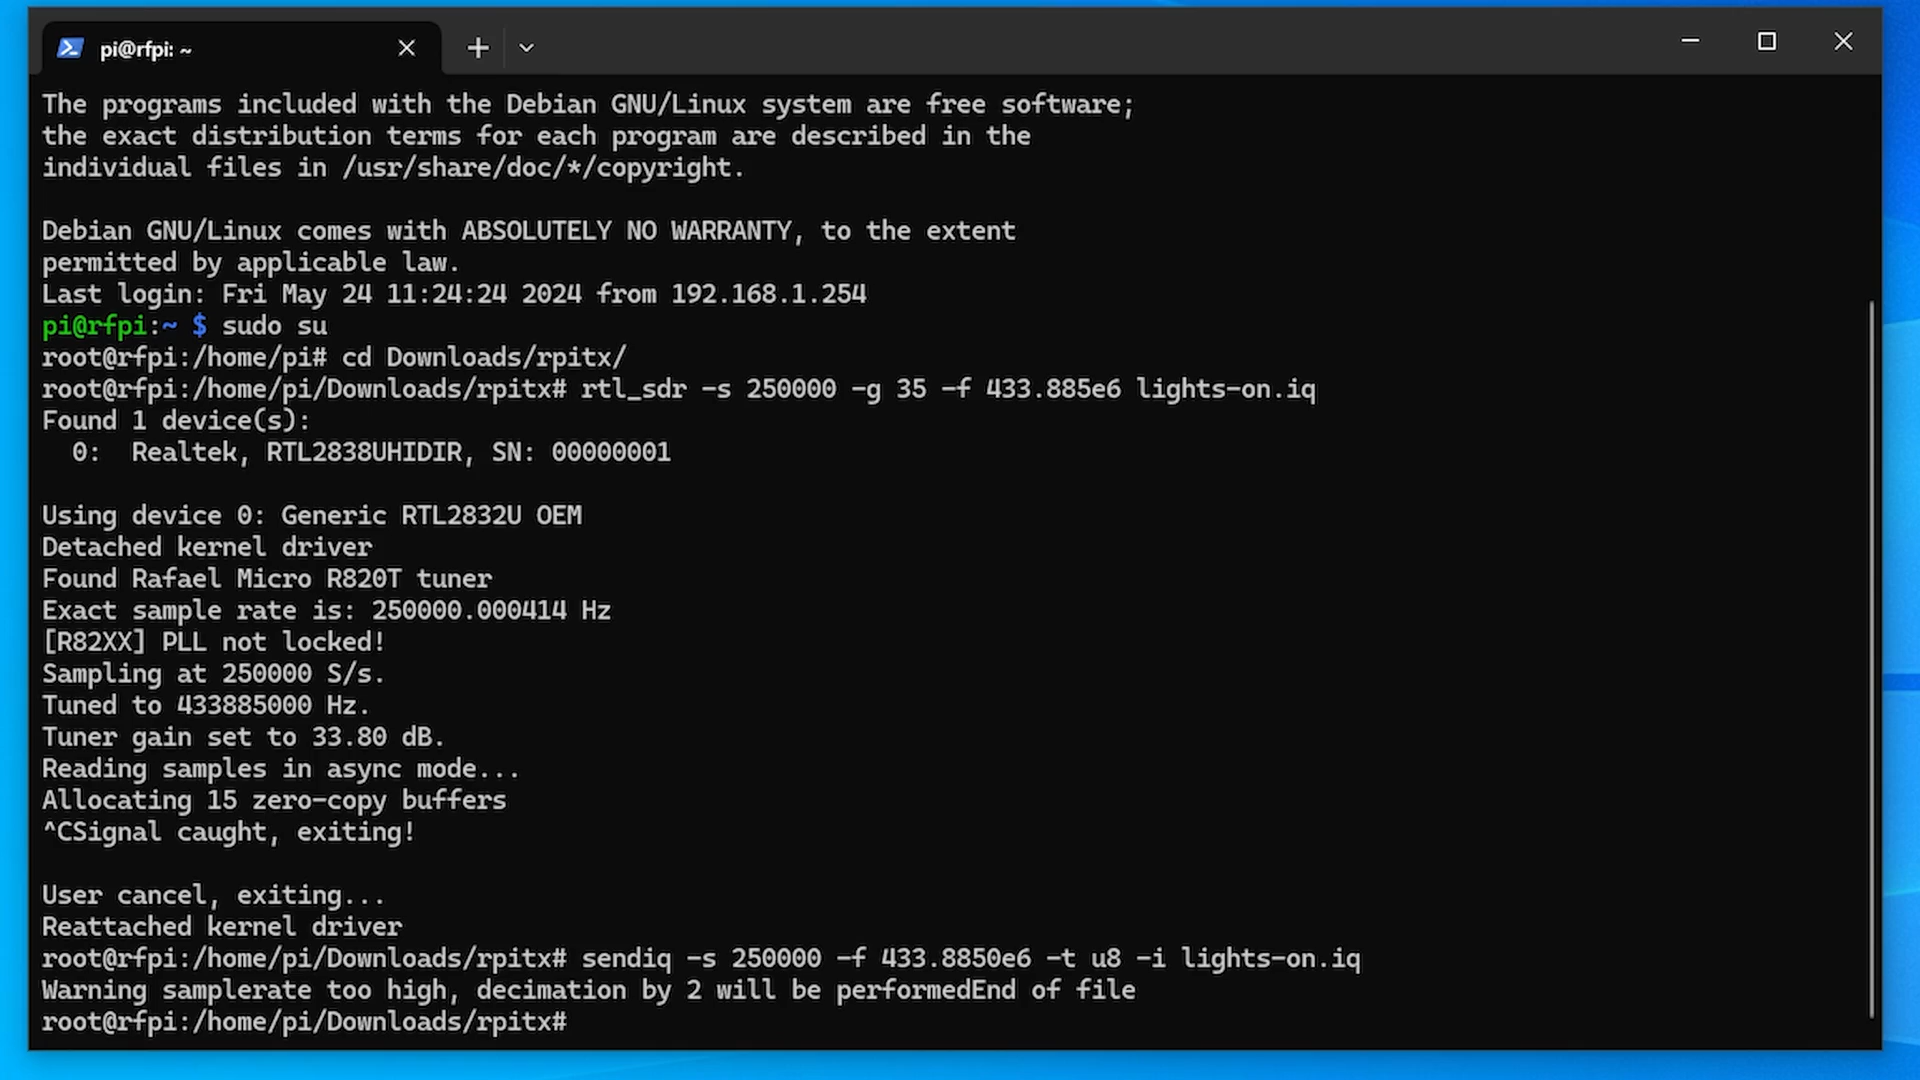 pi@rfpi: ~
The programs included with the Debian GNU/Linux system are free software;
the exact distribution terms for each program are described in the
individual files in /usr/share/doc/*/copyright.
Debian GNU/Linux comes with ABSOLUTELY NO WARRANTY, to the extent
permitted by applicable law.
Last login: Fri May 24 11:24:24 2024 from 192.168.1.254
pi@rfpi:~ $ sudo su
root@rfpi:/home/pi# cd Downloads/rpitx/
root@rfpi:/home/pi/Downloads/rpitx# rtl_sdr -s 250000 -g 35 -f 433.885e6 lights-on.iq
Found 1 device(s):
  0:  Realtek, RTL2838UHIDIR, SN: 00000001
Using device 0: Generic RTL2832U OEM
Detached kernel driver
Found Rafael Micro R820T tuner
Exact sample rate is: 250000.000414 Hz
[R82XX] PLL not locked!
Sampling at 250000 S/s.
Tuned to 433885000 Hz.
Tuner gain set to 33.80 dB.
Reading samples in async mode...
Allocating 15 zero-copy buffers
^CSignal caught, exiting!
User cancel, exiting...
Reattached kernel driver
root@rfpi:/home/pi/Downloads/rpitx# sendiq -s 250000 -f 433.8850e6 -t u8 -i lights-on.iq
Warning samplerate too high, decimation by 2 will be performedEnd of file
root@rfpi:/home/pi/Downloads/rpitx#